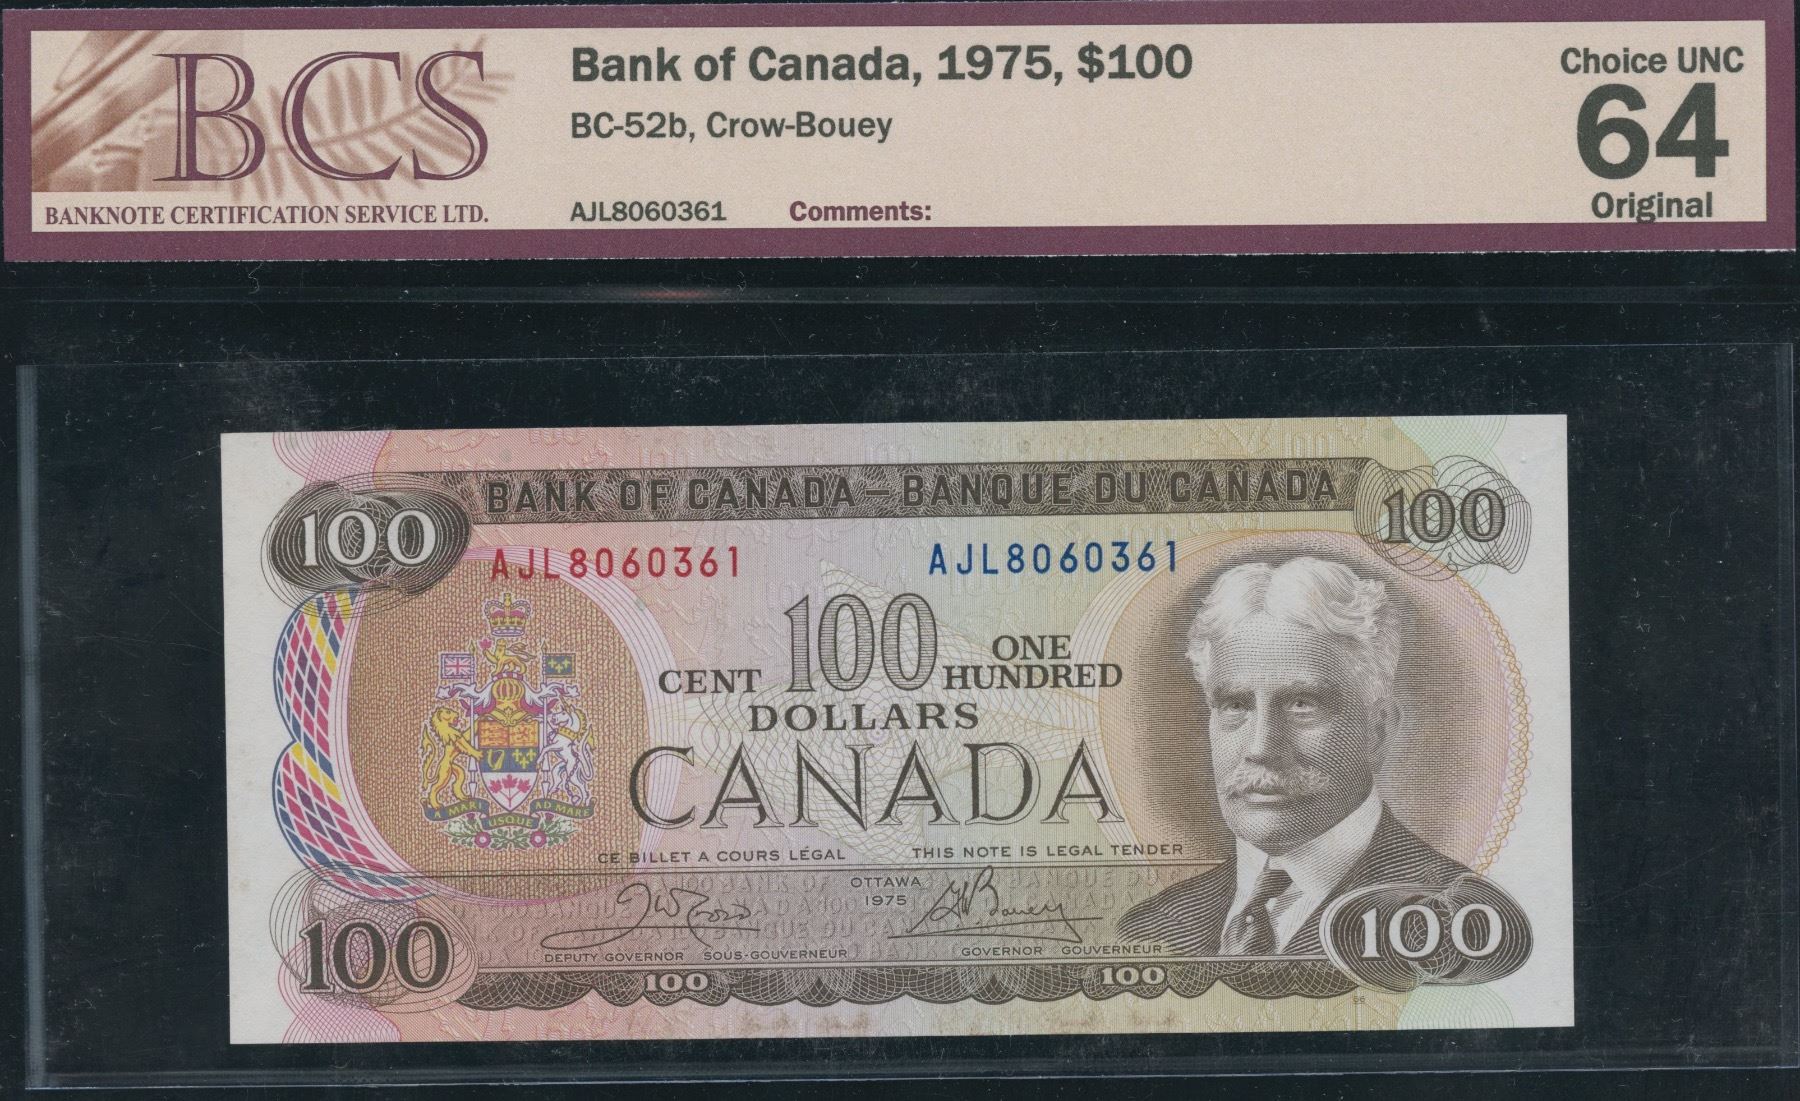 BCS
BANKNOTE CERTIFICATION SERVICE LTD.
Bank of Canada, 1975, $100
BC-52b, Crow-Bouey
AJL8060361 Comments:
Choice UNC
64
Original
BANK OF CANADA – BANQUE DU CANADA
100 100
AJL8060361 AJL8060361
CENT 100 ONE HUNDRED
DOLLARS
CANADA
A MARI USQUE AD MARE
CE BILLET A COURS LÉGAL THIS NOTE IS LEGAL TENDER
OTTAWA
1975
DEPUTY GOVERNOR SOUS-GOUVERNEUR GOVERNOR GOUVERNEUR
100 100 100 100